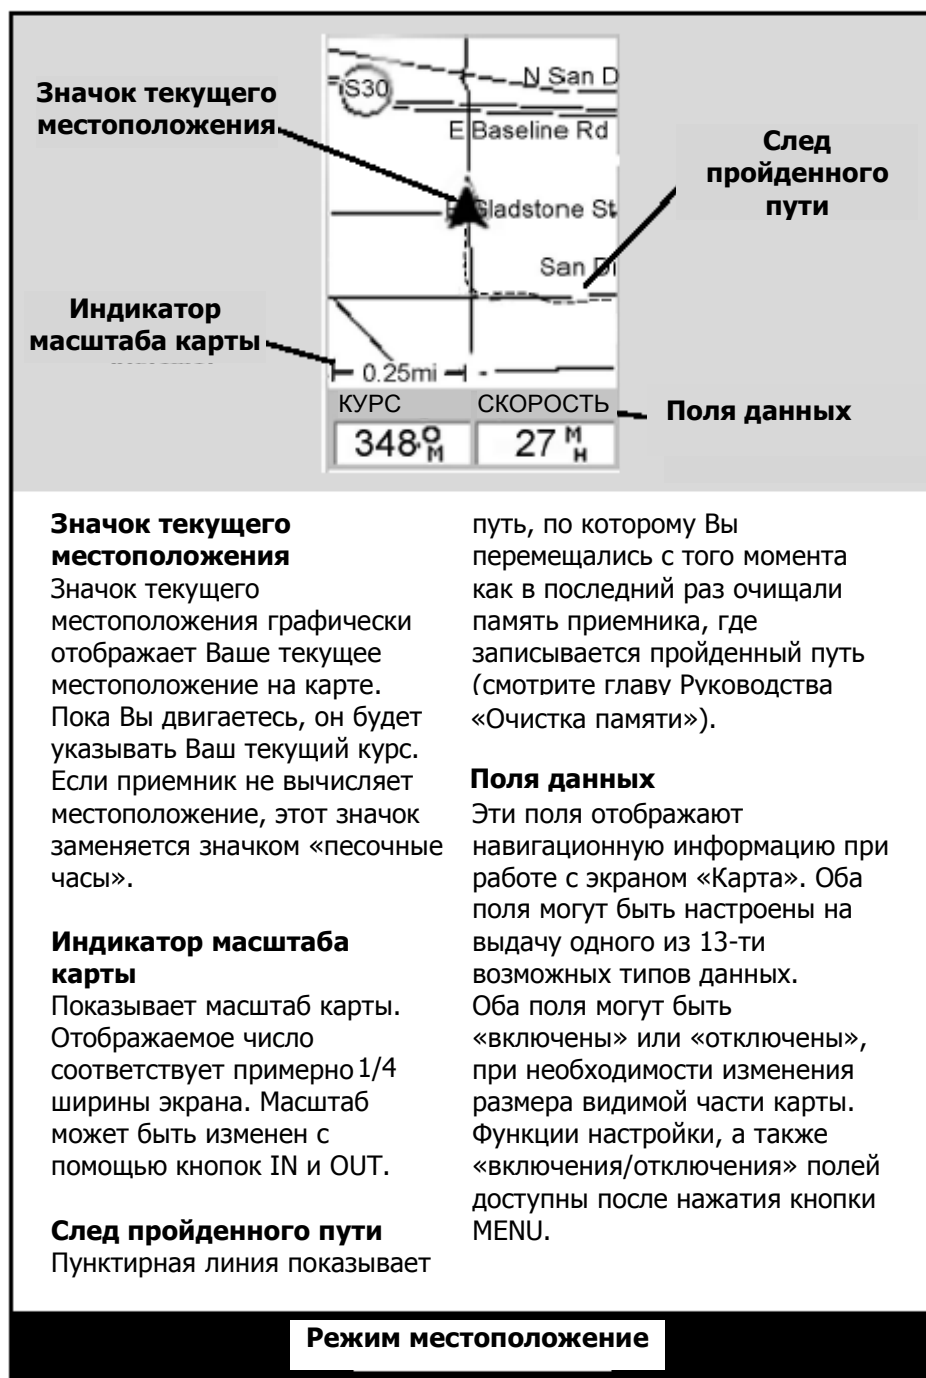 Значок текущего
местоположения
След
пройденного
пути
Индикатор
масштаба карты
Поля данных
S30
N San D
E Baseline Rd
Gladstone St
San Di
0.25mi
КУРС
СКОРОСТЬ
348°M
27 MH
Значок текущего
местоположения
Значок текущего
местоположения графически
отображает Ваше текущее
местоположение на карте.
Пока Вы двигаетесь, он будет
указывать Ваш текущий курс.
Если приемник не вычисляет
местоположение, этот значок
заменяется значком «песочные
часы».
Индикатор масштаба
карты
Показывает масштаб карты.
Отображаемое число
соответствует примерно 1/4
ширины экрана. Масштаб
может быть изменен с
помощью кнопок IN и OUT.
След пройденного пути
Пунктирная линия показывает
путь, по которому Вы
перемещались с того момента
как в последний раз очищали
память приемника, где
записывается пройденный путь
(смотрите главу Руководства
«Очистка памяти»).
Поля данных
Эти поля отображают
навигационную информацию при
работе с экраном «Карта». Оба
поля могут быть настроены на
выдачу одного из 13-ти
возможных типов данных.
Оба поля могут быть
«включены» или «отключены»,
при необходимости изменения
размера видимой части карты.
Функции настройки, а также
«включения/отключения» полей
доступны после нажатия кнопки
MENU.
Режим местоположение